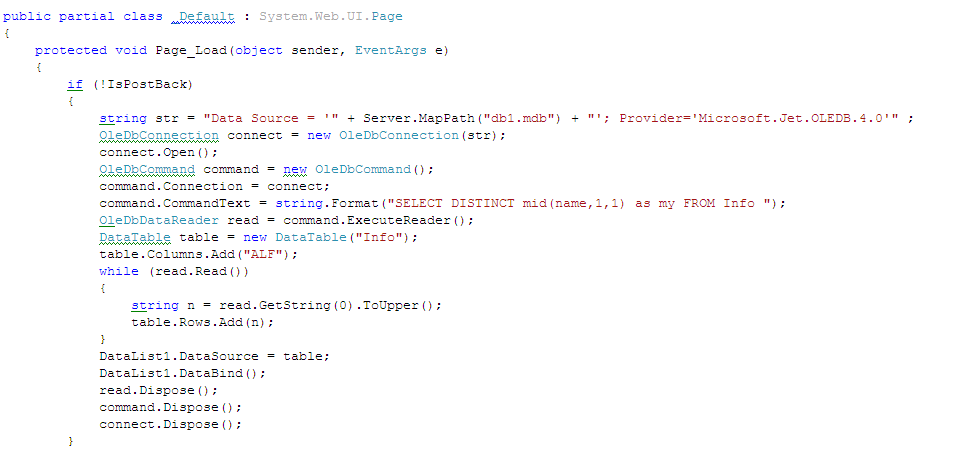 public partial class _Default : System.Web.UI.Page
{
    protected void Page_Load(object sender, EventArgs e)
    {
        if (!IsPostBack)
        {
            string str = "Data Source = '" + Server.MapPath("db1.mdb") + "'; Provider='Microsoft.Jet.OLEDB.4.0'" ;
            OleDbConnection connect = new OleDbConnection(str);
            connect.Open();
            OleDbCommand command = new OleDbCommand();
            command.Connection = connect;
            command.CommandText = string.Format("SELECT DISTINCT mid(name,1,1) as my FROM Info ");
            OleDbDataReader read = command.ExecuteReader();
            DataTable table = new DataTable("Info");
            table.Columns.Add("ALF");
            while (read.Read())
            {
                string n = read.GetString(0).ToUpper();
                table.Rows.Add(n);
            }
            DataList1.DataSource = table;
            DataList1.DataBind();
            read.Dispose();
            command.Dispose();
            connect.Dispose();
        }